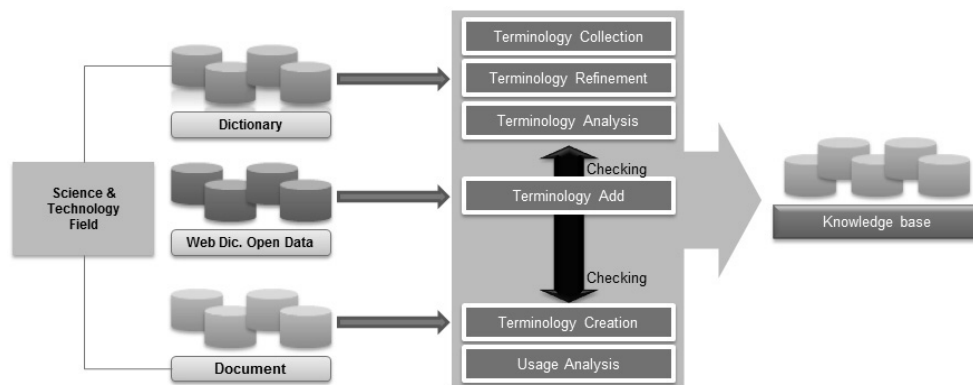 Science &
Technology
Field
Dictionary
Web Dic. Open Data
Document
Terminology Collection
Terminology Refinement
Terminology Analysis
Checking
Terminology Add
Checking
Terminology Creation
Usage Analysis
Knowledge base